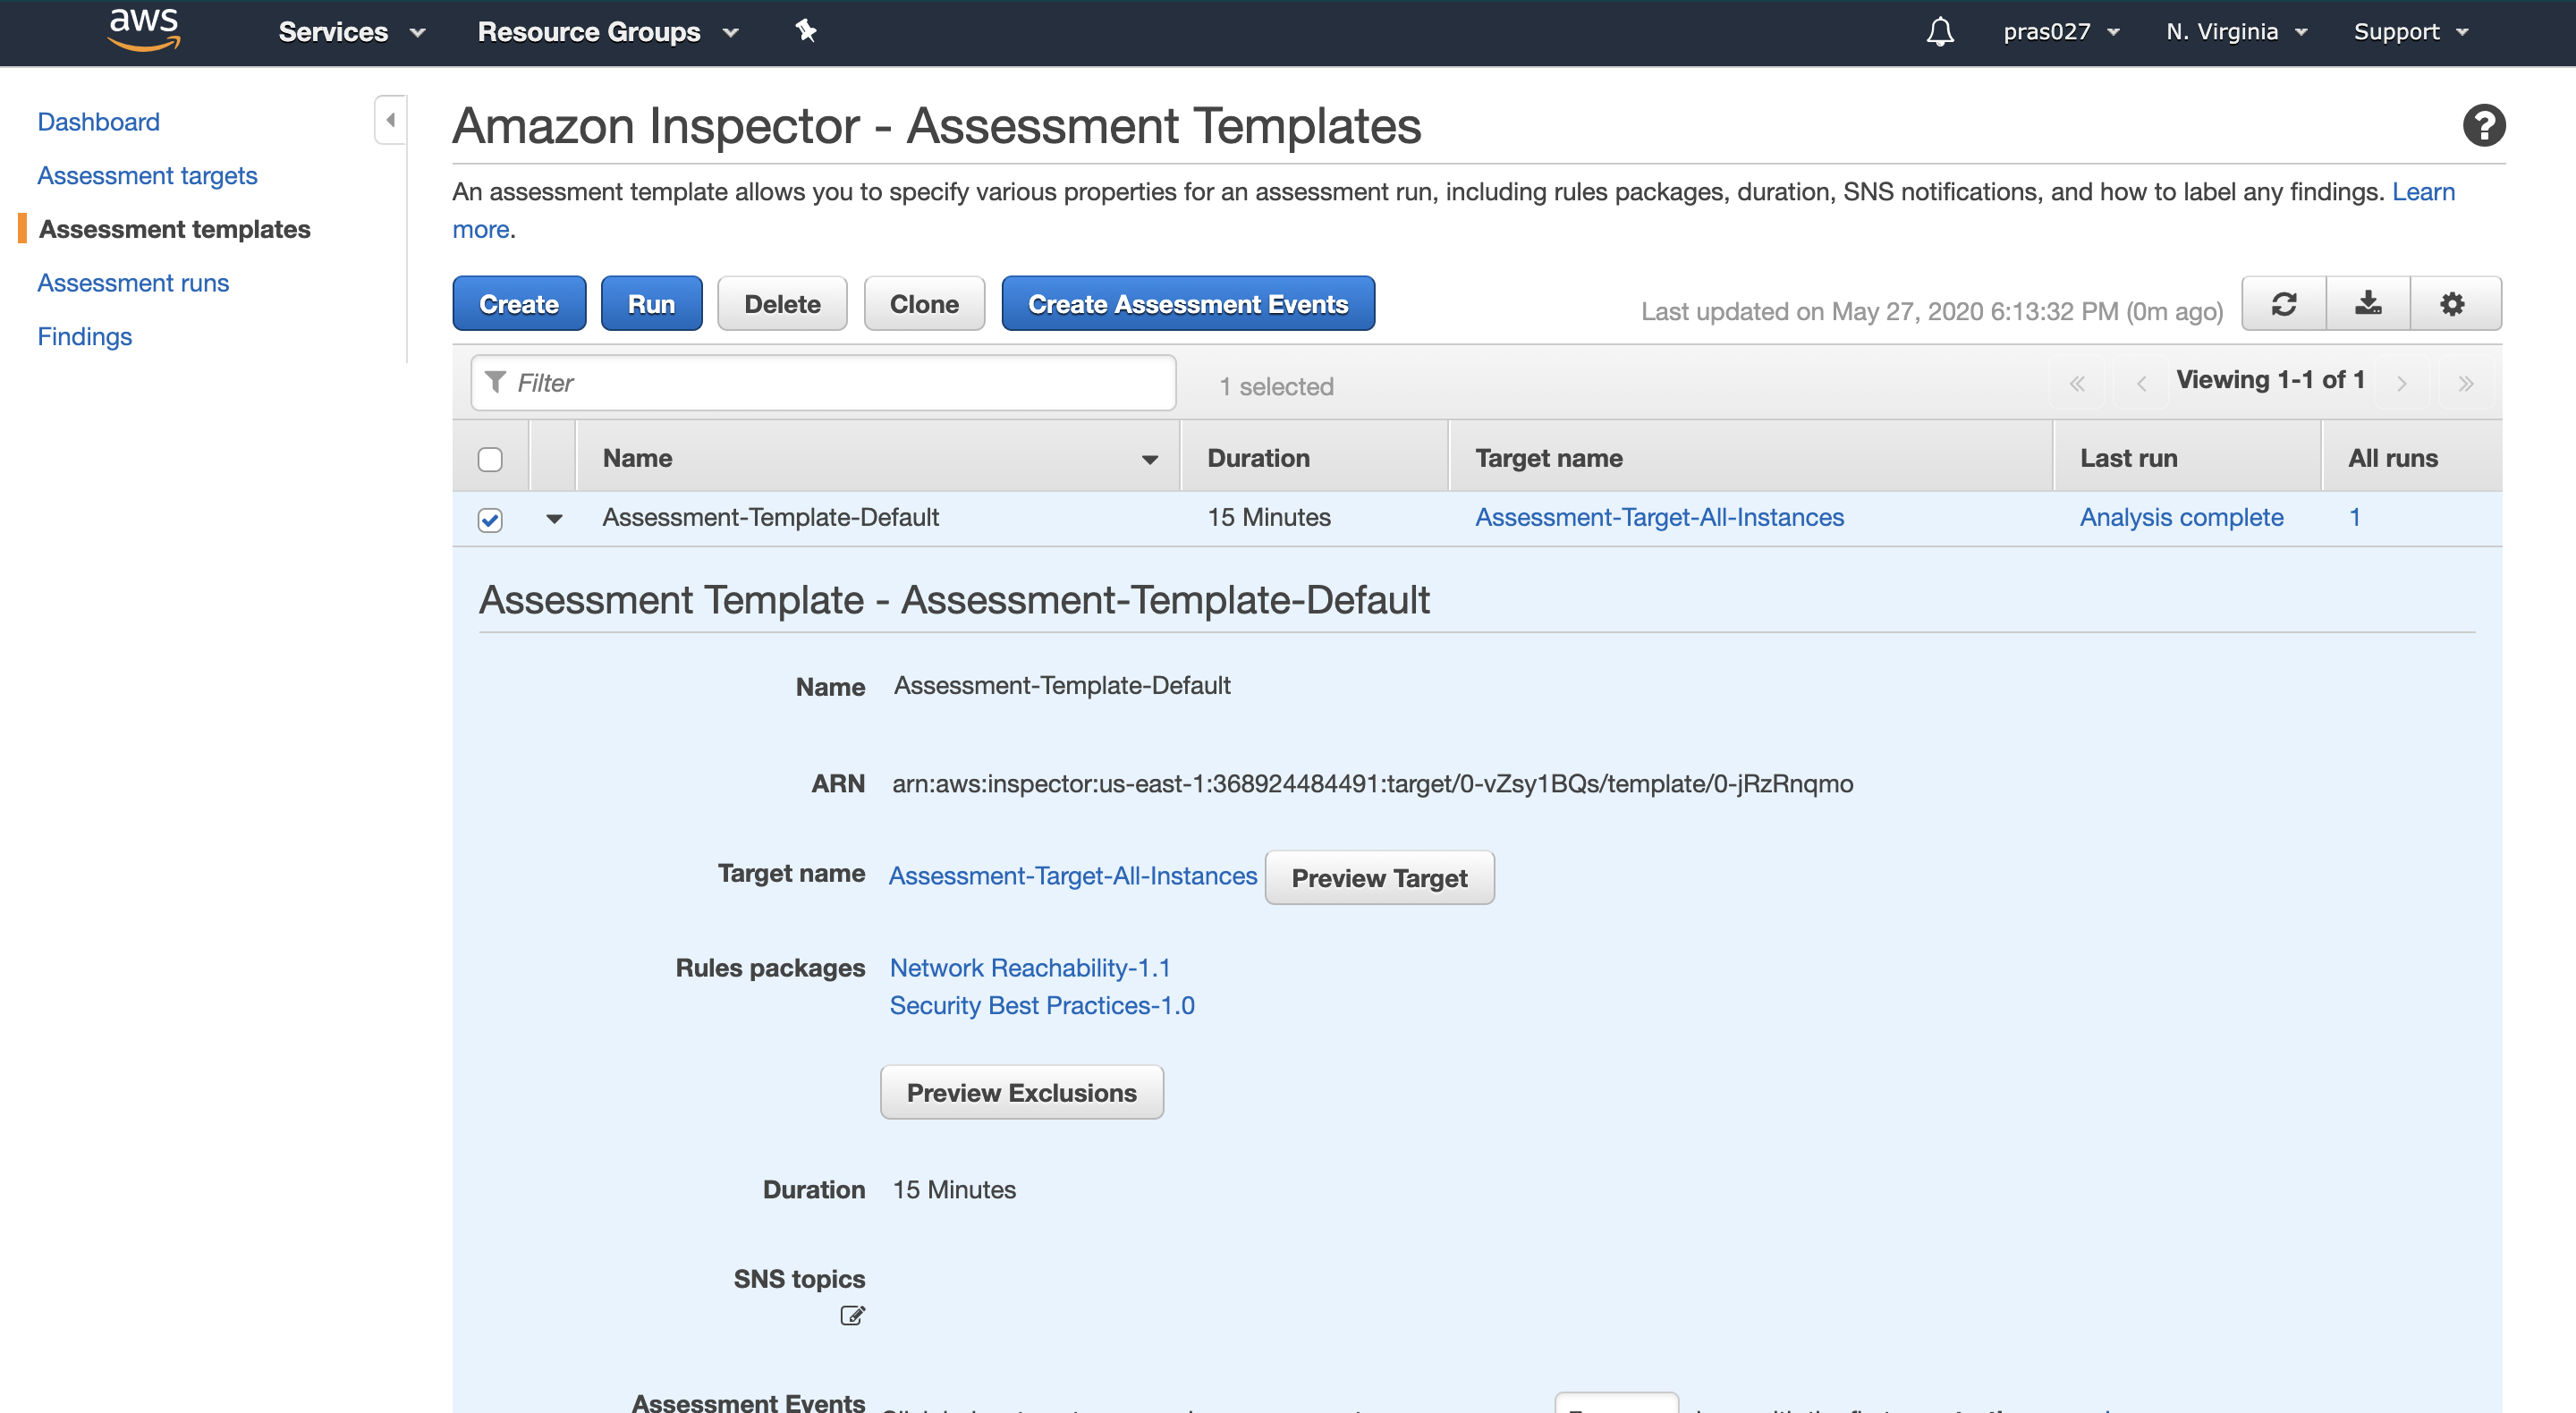 aws Services Resource Groups pras027 N. Virginia Support
Dashboard
Assessment targets
Assessment templates
Assessment runs
Findings
Amazon Inspector - Assessment Templates ?
An assessment template allows you to specify various properties for an assessment run, including rules packages, duration, SNS notifications, and how to label any findings. Learn
more.
Create Run Delete Clone Create Assessment Events Last updated on May 27, 2020 6:13:32 PM (0m ago)
Filter 1 selected « ‹ Viewing 1-1 of 1 › »
Name Duration Target name Last run All runs
Assessment-Template-Default 15 Minutes Assessment-Target-All-Instances Analysis complete 1
Assessment Template - Assessment-Template-Default
Name Assessment-Template-Default
ARN arn:aws:inspector:us-east-1:368924484491:target/0-vZsy1BQs/template/0-jRzRnqmo
Target name Assessment-Target-All-Instances Preview Target
Rules packages Network Reachability-1.1
Security Best Practices-1.0
Preview Exclusions
Duration 15 Minutes
SNS topics
Assessment Events